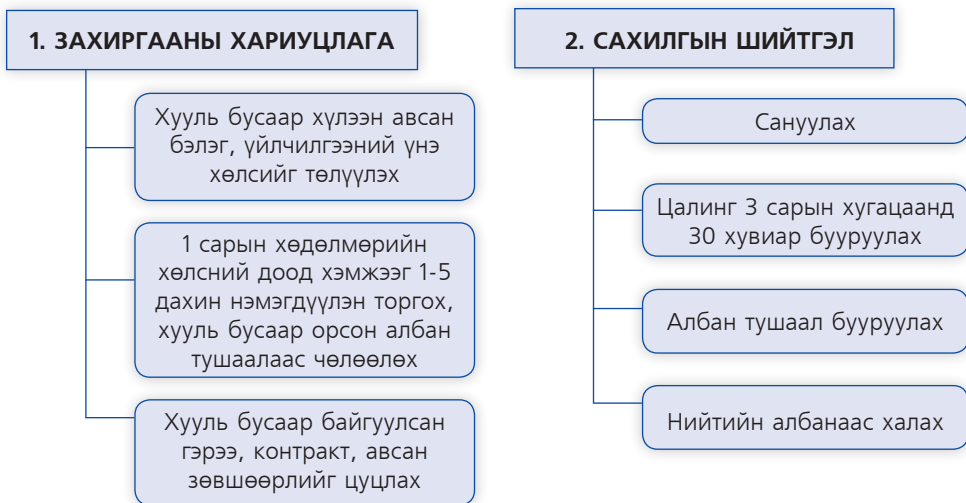 1. ЗАХИРГААНЫ ХАРИУЦЛАГА
Хууль бусаар хүлээн авсан
бэлэг, үйлчилгээний үнэ
хөлсийг төлүүлэх
1 сарын хөдөлмөрийн
хөлсний доод хэмжээг 1-5
дахин нэмэгдүүлэн торгох,
хууль бусаар орсон албан
тушаалаас чөлөөлөх
Хууль бусаар байгуулсан
гэрээ, контракт, авсан
зөвшөөрлийг цуцлах
2. САХИЛГЫН ШИЙТГЭЛ
Сануулах
Цалинг 3 сарын хугацаанд
30 хувиар бууруулах
Албан тушаал бууруулах
Нийтийн албанаас халах